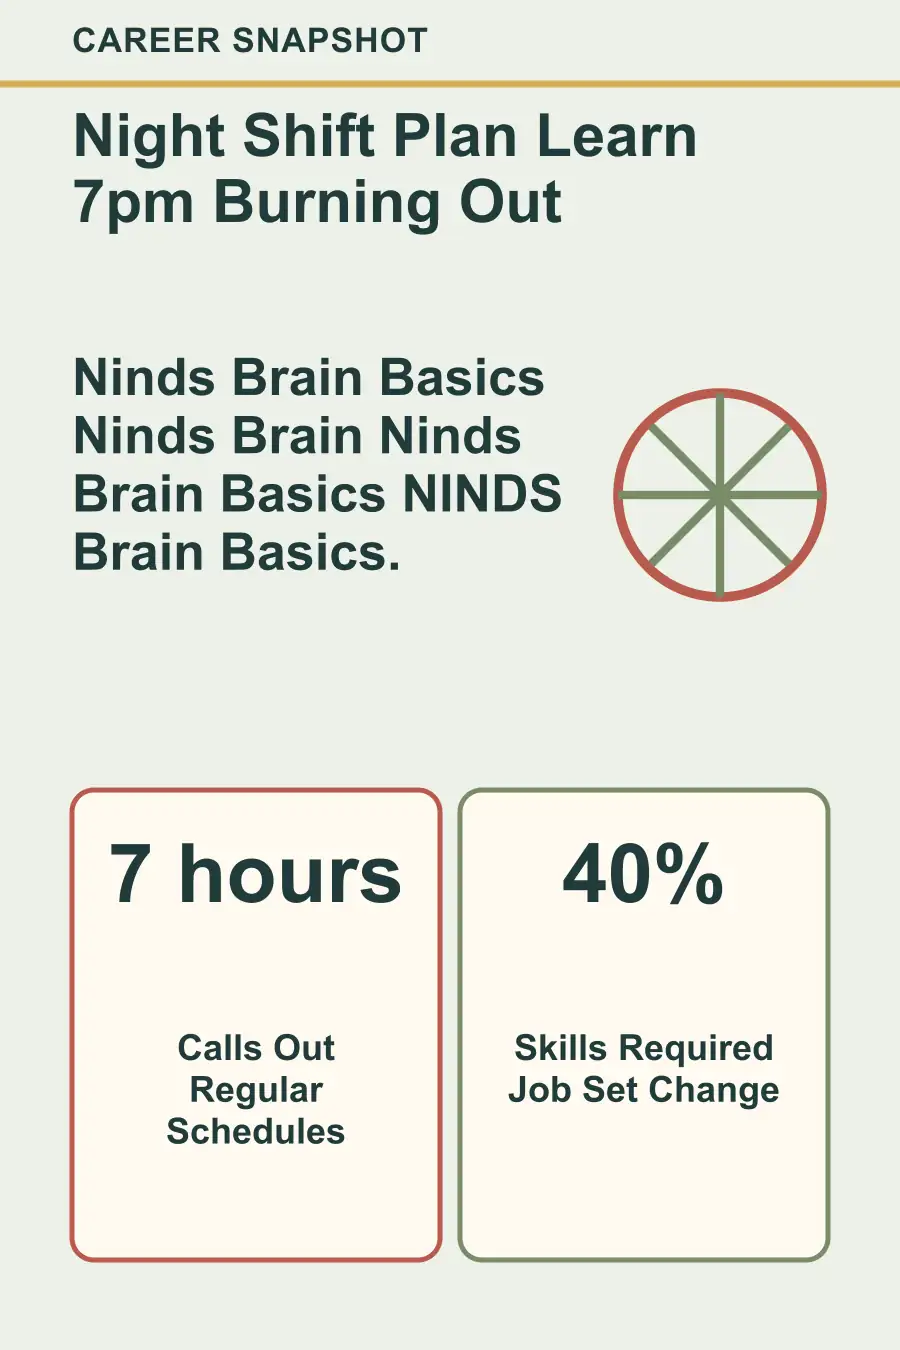 CAREER SNAPSHOT
Night Shift Plan Learn
7pm Burning Out
Ninds Brain Basics
Ninds Brain Ninds
Brain Basics NINDS
Brain Basics.
7 hours
Calls Out
Regular
Schedules
40%
Skills Required
Job Set Change